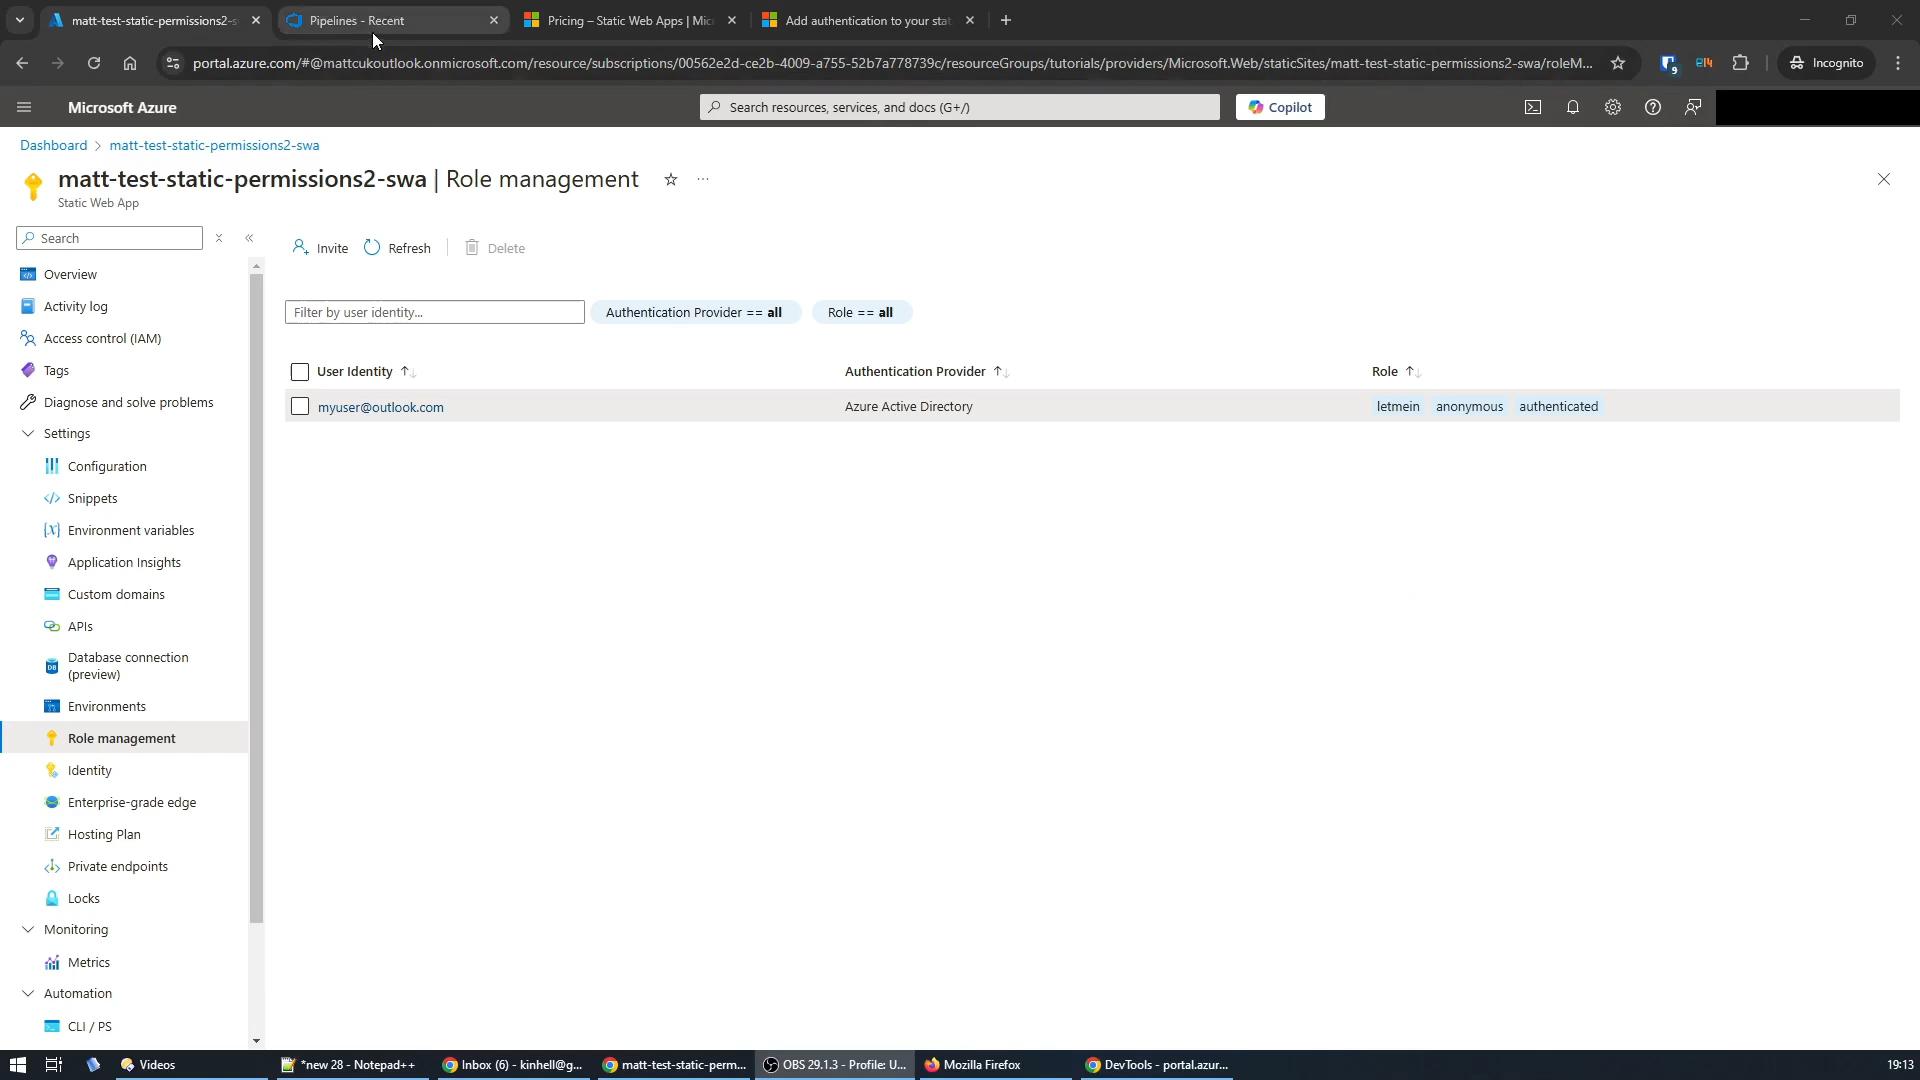 matt-test-static-permissions2-s
Pipelines - Recent
Pricing – Static Web Apps | Mic
Add authentication to your stat
portal.azure.com/#@mattcukoutlook.onmicrosoft.com/resource/subscriptions/00562e2d-ce2b-4009-a755-52b7a778739c/resourceGroups/tutorials/providers/Microsoft.Web/staticSites/matt-test-static-permissions2-swa/roleM...
9
Incognito
Microsoft Azure
Search resources, services, and docs (G+/)
Copilot
Dashboard > matt-test-static-permissions2-swa
matt-test-static-permissions2-swa | Role management
Static Web App
Search
Invite
Refresh
Delete
Overview
Activity log
Access control (IAM)
Tags
Diagnose and solve problems
Settings
Configuration
Snippets
Environment variables
Application Insights
Custom domains
APIs
Database connection
(preview)
Environments
Role management
Identity
Enterprise-grade edge
Hosting Plan
Private endpoints
Locks
Monitoring
Metrics
Automation
CLI / PS
Filter by user identity...
Authentication Provider == all
Role == all
User Identity
Authentication Provider
Role
myuser@outlook.com
Azure Active Directory
letmein anonymous authenticated
Videos
*new 28 - Notepad++
Inbox (6) - kinhell@g...
matt-test-static-perm...
OBS 29.1.3 - Profile: U...
Mozilla Firefox
DevTools - portal.azur...
19:13